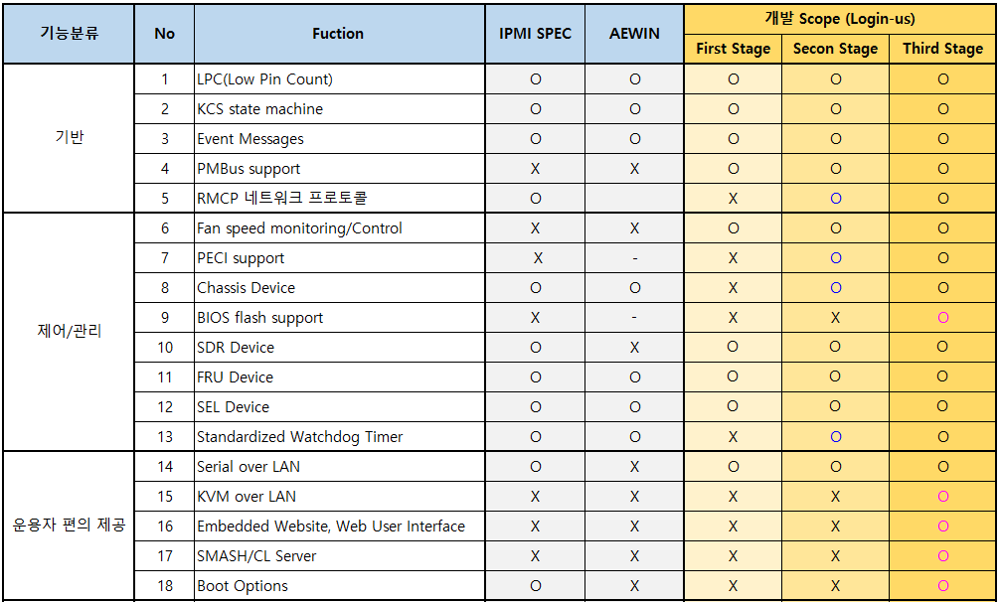 기능분류 No Fuction IPMI SPEC AEWIN 개발 Scope (Login-us)
First Stage Secon Stage Third Stage
기반
1 LPC(Low Pin Count) O O O O O
2 KCS state machine O O O O O
3 Event Messages O O O O O
4 PMBus support X X O O O
5 RMCP 네트워크 프로토콜 O X O O
제어/관리
6 Fan speed monitoring/Control X X O O O
7 PECI support X - X O O
8 Chassis Device O O X O O
9 BIOS flash support X - X X O
10 SDR Device O X O O O
11 FRU Device O O O O O
12 SEL Device O O O O O
13 Standardized Watchdog Timer O O X O O
운용자 편의 제공
14 Serial over LAN O X O O O
15 KVM over LAN X X X X O
16 Embedded Website, Web User Interface X X X X O
17 SMASH/CL Server X X X X O
18 Boot Options O X X X O